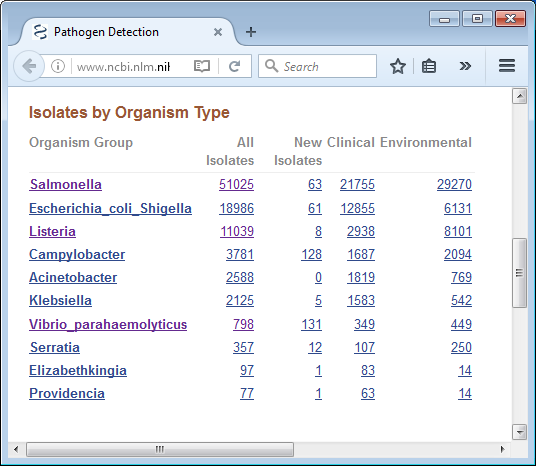 Pathogen Detection
www.ncbi.nlm.nih
Search
Isolates by Organism Type
Organism Group All Isolates New Isolates Clinical Environmental
Salmonella 51025 63 21755 29270
Escherichia_coli_Shigella 18986 61 12855 6131
Listeria 11039 8 2938 8101
Campylobacter 3781 128 1687 2094
Acinetobacter 2588 0 1819 769
Klebsiella 2125 5 1583 542
Vibrio_parahaemolyticus 798 131 349 449
Serratia 357 12 107 250
Elizabethkingia 97 1 83 14
Providencia 77 1 63 14